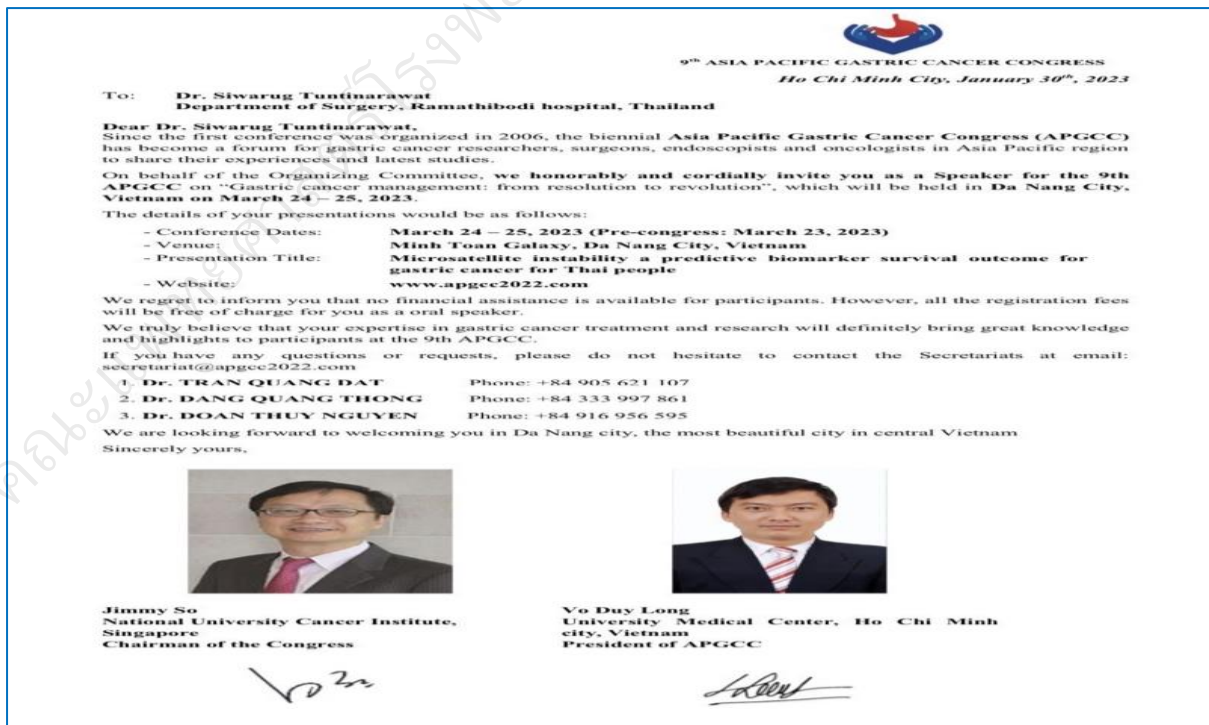 9th ASIA PACIFIC GASTRIC CANCER CONGRESS
Ho Chi Minh City, January 30th, 2023
To: Dr. Siwarug Tuntinarawat
Department of Surgery, Ramathibodi hospital, Thailand
Dear Dr. Siwarug Tuntinarawat,
Since the first conference was organized in 2006, the biennial Asia Pacific Gastric Cancer Congress (APGCC)
has become a forum for gastric cancer researchers, surgeons, endoscopists and oncologists in Asia Pacific region
to share their experiences and latest studies.
On behalf of the Organizing Committee, we honorably and cordially invite you as a Speaker for the 9th
APGCC on “Gastric cancer management: from resolution to revolution”, which will be held in Da Nang City,
Vietnam on March 24 – 25, 2023.
The details of your presentations would be as follows:
- Conference Dates: March 24 – 25, 2023 (Pre-congress: March 23, 2023)
- Venue: Minh Toan Galaxy, Da Nang City, Vietnam
- Presentation Title: Microsatellite instability a predictive biomarker survival outcome for
gastric cancer for Thai people
- Website: www.apgcc2022.com
We regret to inform you that no financial assistance is available for participants. However, all the registration fees
will be free of charge for you as a oral speaker.
We truly believe that your expertise in gastric cancer treatment and research will definitely bring great knowledge
and highlights to participants at the 9th APGCC.
If you have any questions or requests, please do not hesitate to contact the Secretariats at email:
secretariat@apgcc2022.com
1. Dr. TRAN QUANG DAT Phone: +84 905 621 107
2. Dr. DANG QUANG THONG Phone: +84 333 997 861
3. Dr. DOAN THUY NGUYEN Phone: +84 916 956 595
We are looking forward to welcoming you in Da Nang city, the most beautiful city in central Vietnam
Sincerely yours,
Jimmy So
National University Cancer Institute,
Singapore
Chairman of the Congress
Vo Duy Long
University Medical Center, Ho Chi Minh
city, Vietnam
President of APGCC